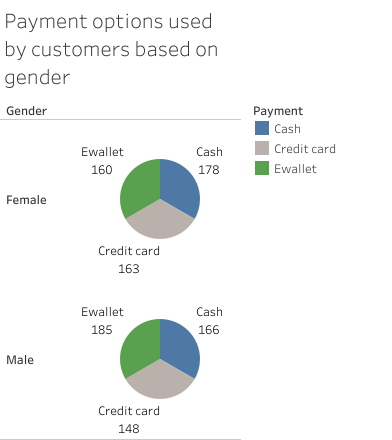 Payment options used
by customers based on
gender
Gender
Payment
Cash
Credit card
Ewallet
Female
Ewallet
160
Cash
178
Credit card
163
Male
Ewallet
185
Cash
166
Credit card
148